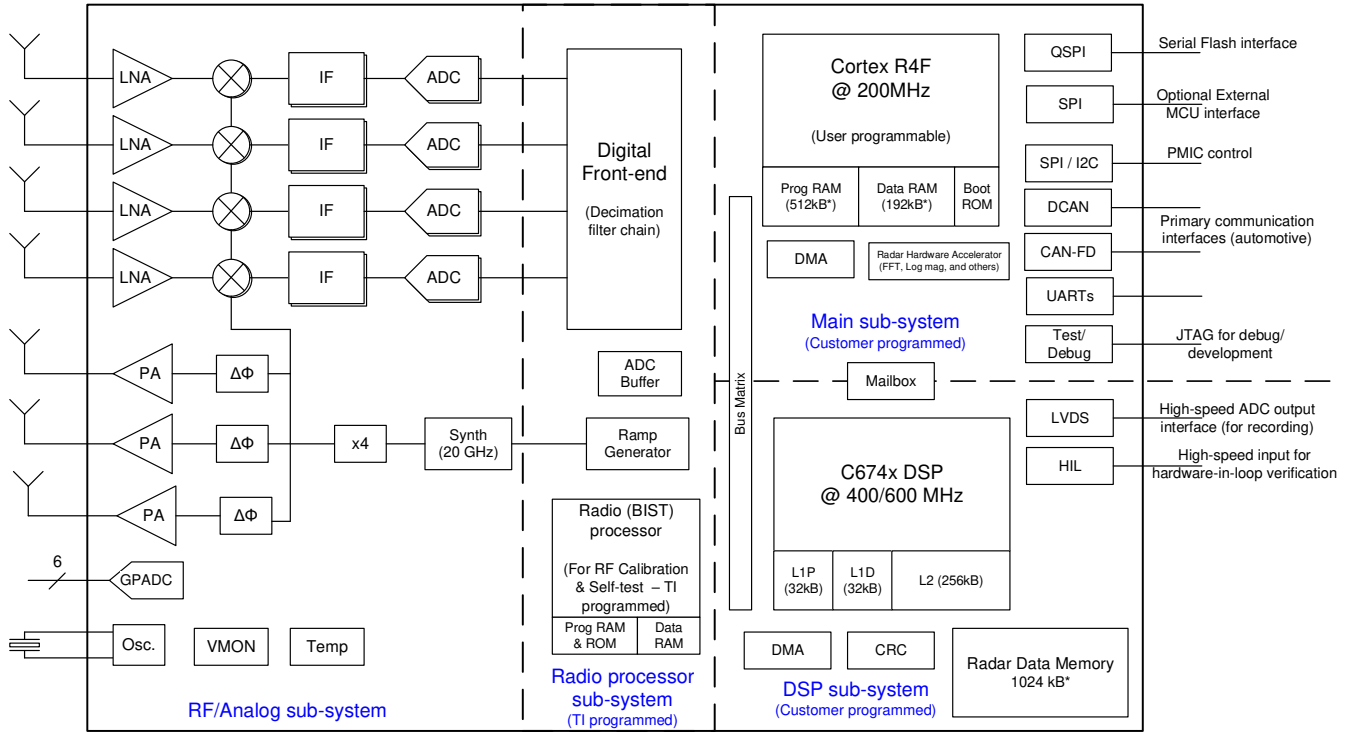 LNA
IF
ADC
LNA
IF
ADC
LNA
IF
ADC
LNA
IF
ADC
PA
ΔΦ
PA
ΔΦ
x4
Synth
(20 GHz)
PA
ΔΦ
6
GPADC
Osc.
VMON
Temp
RF/Analog sub-system
Digital
Front-end
(Decimation
filter chain)
ADC
Buffer
Ramp
Generator
Radio (BIST)
processor
(For RF Calibration
& Self-test – TI
programmed)
Prog RAM
& ROM
Data
RAM
Radio processor
sub-system
(TI programmed)
Bus Matrix
Cortex R4F
@ 200MHz
(User programmable)
Prog RAM
(512kB*)
Data RAM
(192kB*)
Boot
ROM
DMA
Radar Hardware Accelerator
(FFT, Log mag, and others)
Main sub-system
(Customer programmed)
Mailbox
C674x DSP
@ 400/600 MHz
L1P
(32kB)
L1D
(32kB)
L2 (256kB)
DMA
CRC
Radar Data Memory
1024 kB*
DSP sub-system
(Customer programmed)
QSPI
Serial Flash interface
SPI
Optional External
MCU interface
SPI / I2C
PMIC control
DCAN
Primary communication
interfaces (automotive)
CAN-FD
UARTs
Test/
Debug
JTAG for debug/
development
LVDS
High-speed ADC output
interface (for recording)
HIL
High-speed input for
hardware-in-loop verification